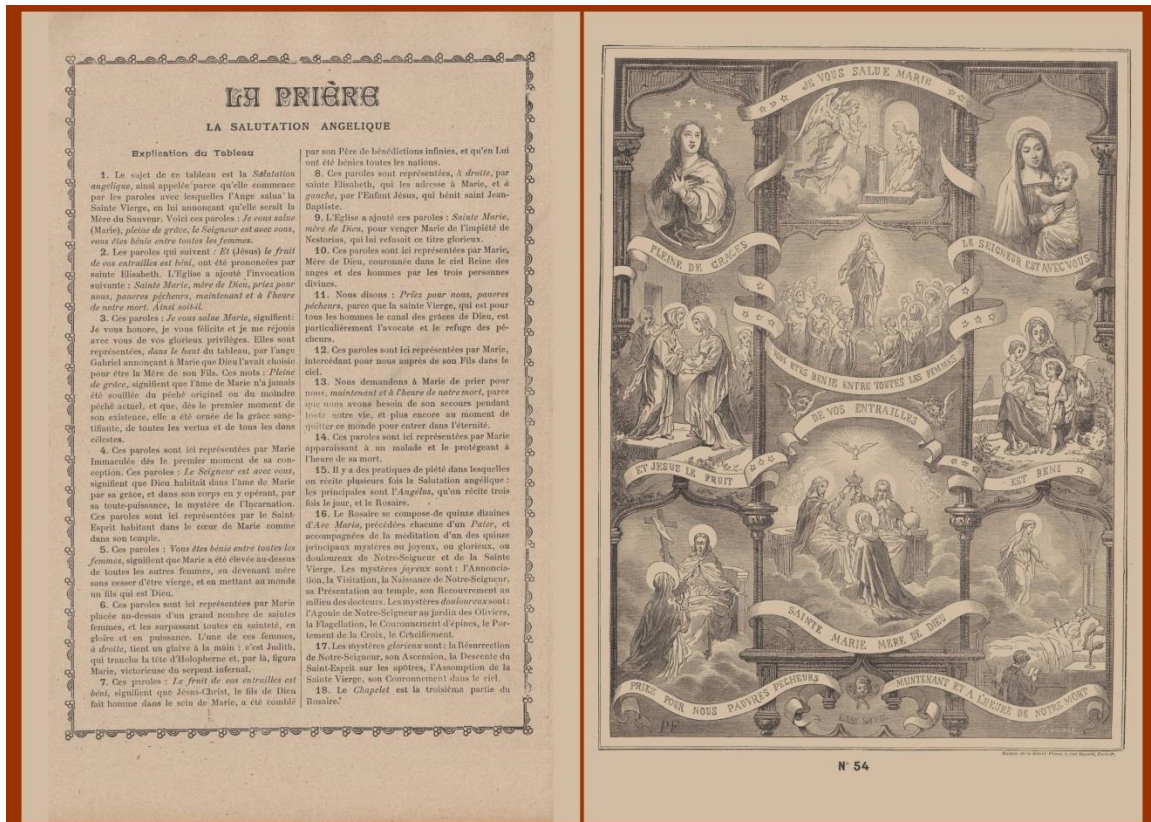 LA PRIÈRE
LA SALUTATION ANGELIQUE
Explication du Tableau
1. Le sujet de ce tableau est la Salutation
angélique, ainsi appelée parce qu'elle commence
par les paroles avec lesquelles l'Ange salua la
Sainte Vierge, en lui annonçant qu'elle serait la
Mère du Sauveur. Voici ces paroles : Je vous salue
(Marie), pleine de grâce, le Seigneur est avec vous,
vous êtes bénie entre toutes les femmes.
2. Les paroles qui suivent : Et (Jésus) le fruit
de vos entrailles est béni, ont été prononcées par
sainte Elisabeth. L'Eglise a ajouté l'invocation
suivante : Sainte Marie, mère de Dieu, priez pour
nous, pauvres pécheurs, maintenant et à l'heure
de notre mort. Ainsi soit-il.
3. Ces paroles : Je vous salue Marie, signifient :
Je vous honore, je vous félicite et je me réjouis
avec vous de vos glorieux privilèges. Elles sont
représentées, dans le haut du tableau, par l'ange
Gabriel annonçant à Marie que Dieu l'avait choisie
pour être la Mère de son Fils. Ces mots : Pleine
de grâce, signifient que l'âme de Marie n'a jamais
été souillée du péché originel ou du moindre
péché actuel, et que, dès le premier moment de
son existence, elle a été ornée de la grâce sanc-
tifiante, de toutes les vertus et de tous les dons
célestes.
4. Ces paroles sont ici représentées par Marie
Immaculée dès le premier moment de sa con-
ception. Ces paroles : Le Seigneur est avec vous,
signifient que Dieu habitait dans l'âme de Marie
par sa grâce, et dans son corps en y opérant, par
sa toute-puissance, le mystère de l'Incarnation.
Ces paroles sont ici représentées par le Saint-
Esprit habitant dans le cœur de Marie comme
dans son temple.
5. Ces paroles : Vous êtes bénie entre toutes les
femmes, signifient que Marie a été élevée au-dessus
de toutes les autres femmes, en devenant mère
sans cesser d'être vierge, et en mettant au monde
un fils qui est Dieu.
6. Ces paroles sont ici représentées par Marie
placée au-dessus d'un grand nombre de saintes
femmes, et les surpassant toutes en sainteté, en
gloire et en puissance. L'une de ces femmes,
à droite, tient un glaive à la main : c'est Judith,
qui trancha la tête d'Holopherne et, par là, figura
Marie, victorieuse du serpent infernal.
7. Ces paroles : Le fruit de vos entrailles est
béni, signifient que Jésus-Christ, le fils de Dieu
fait homme dans le sein de Marie, a été comblé
par son Père de bénédictions infinies, et qu'en Lui
ont été bénies toutes les nations.
8. Ces paroles sont représentées, à droite, par
sainte Elisabeth, qui les adresse à Marie, et à
gauche, par l'Enfant Jésus, qui bénit saint Jean-
Baptiste.
9. L'Eglise a ajouté ces paroles : Sainte Marie,
mère de Dieu, pour venger Marie de l'impiété de
Nestorius, qui lui refusait ce titre glorieux.
10. Ces paroles sont ici représentées par Marie,
Mère de Dieu, couronnée dans le ciel Reine des
anges et des hommes par les trois personnes
divines.
11. Nous disons : Priez pour nous, pauvres
pécheurs, parce que la sainte Vierge, qui est pour
tous les hommes le canal des grâces de Dieu, est
particulièrement l'avocate et le refuge des pé-
cheurs.
12. Ces paroles sont ici représentées par Marie,
intercédant pour nous auprès de son Fils dans le
ciel.
13. Nous demandons à Marie de prier pour
nous, maintenant et à l'heure de notre mort, parce
que nous avons besoin de son secours pendant
toute notre vie, et plus encore au moment de
quitter ce monde pour entrer dans l'éternité.
14. Ces paroles sont ici représentées par Marie
apparaissant à un malade et le protégeant à
l'heure de sa mort.
15. Il y a des pratiques de piété dans lesquelles
on récite plusieurs fois la Salutation angélique :
les principales sont l'Angélus, qu'on récite trois
fois le jour, et le Rosaire.
16. Le Rosaire se compose de quinze dizaines
d'Ave Maria, précédées chacune d'un Pater, et
accompagnées de la méditation d'un des quinze
principaux mystères ou joyeux, ou glorieux, ou
douloureux de Notre-Seigneur et de la Sainte
Vierge. Les mystères joyeux sont : l'Annoncia-
tion, la Visitation, la Naissance de Notre-Seigneur,
sa Présentation au temple, son Recouvrement au
milieu des docteurs. Les mystères douloureux sont :
l'Agonie de Notre-Seigneur au jardin des Oliviers,
la Flagellation, le Couronnement d'épines, le Por-
tement de la Croix, le Crucifiement.
17. Les mystères glorieux sont : la Résurrection
de Notre-Seigneur, son Ascension, la Descente du
Saint-Esprit sur les apôtres, l'Assomption de la
Sainte Vierge, son Couronnement dans le ciel.
18. Le Chapelet est la troisième partie du
Rosaire.
JE VOUS SALUE MARIE
PLEINE DE GRACES
LE SEIGNEUR EST AVEC VOUS
VOUS ETES BENIE ENTRE TOUTES LES FEMMES
DE VOS ENTRAILLES
ET JESUS LE FRUIT
EST BENI
SAINTE MARIE MERE DE DIEU
PRIEZ POUR NOUS PAUVRES PECHEURS
MAINTENANT ET A L'HEURE DE NOTRE MORT
AINSI SOIT-IL
PF
N° 54